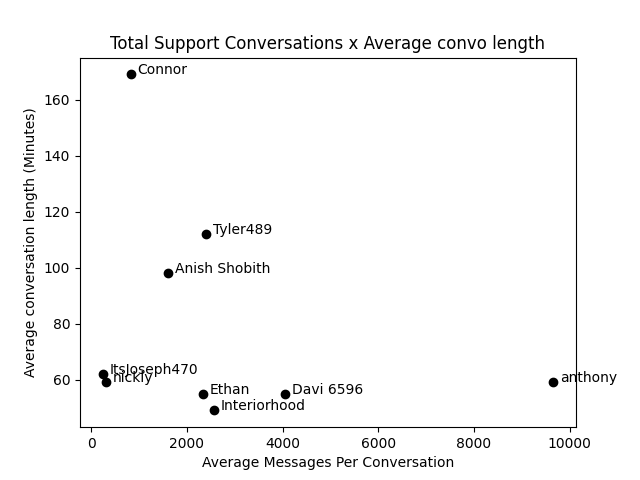 Total Support Conversations x Average convo length
Connor
160
140
Tyler489
120
Anish Shobith
100
80
ItsJoseph470
nickly
anthony
60
Ethan
Davi 6596
Interiorhood
Average conversation length (Minutes)
0
2000
4000
6000
8000
10000
Average Messages Per Conversation